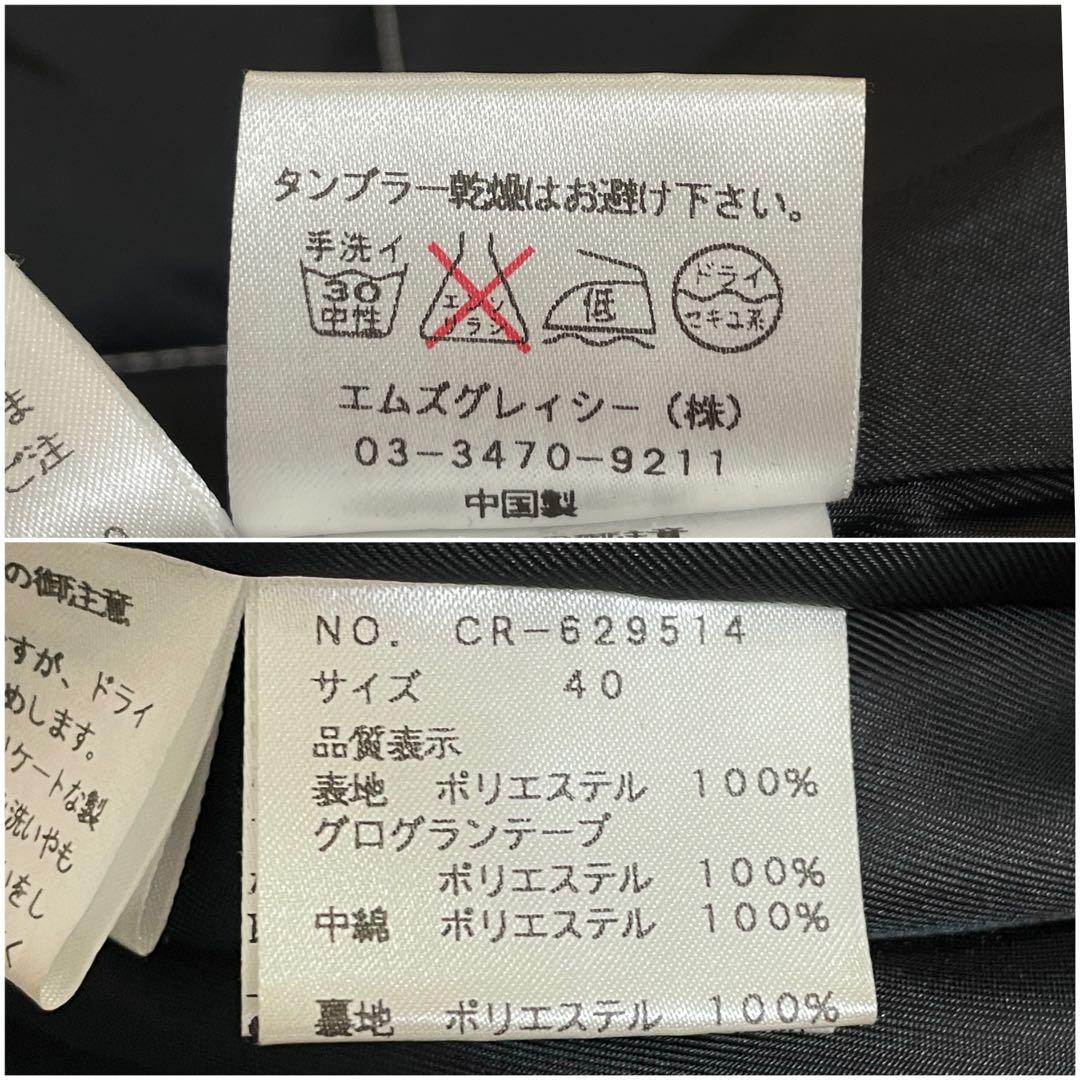 タンブラー乾燥はお避け下さい。
手洗イ
30
中性
エンソ
サラシ
低
ドライ
セキユ系
エムズグレイシー（株）
03-3470-9211
中国製
ま
ご注
の御注意
すが、ドライ
めします。
リケートな製
洗いやも
をし
く
NO. CR-629514
サイズ 40
品質表示
表地 ポリエステル 100%
グログランテープ
ポリエステル 100%
中綿 ポリエステル 100%
裏地 ポリエステル 100%